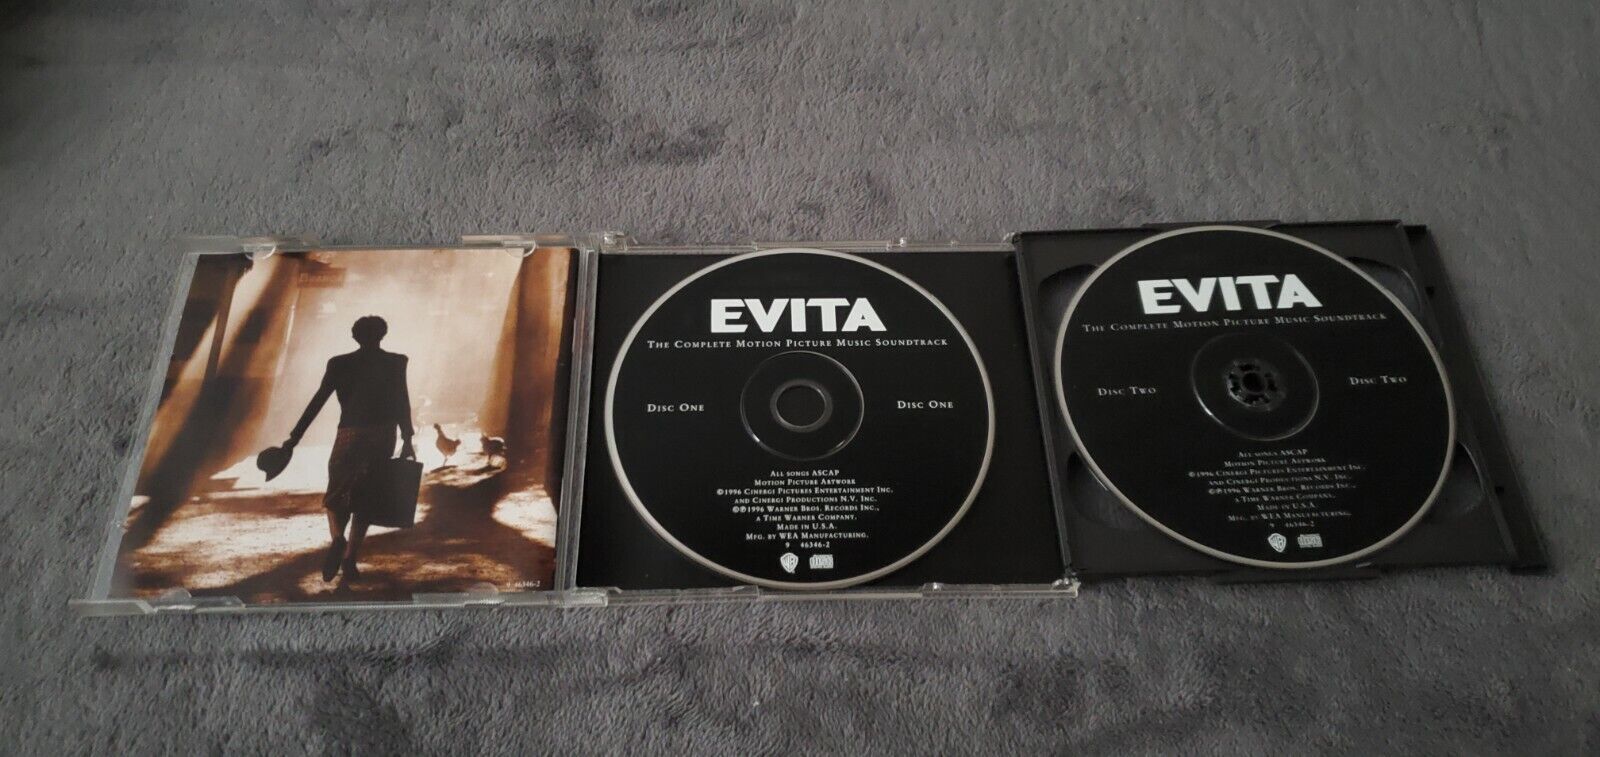 9 46346-2
EVITA
THE COMPLETE MOTION PICTURE MUSIC SOUNDTRACK
DISC ONE
DISC ONE
ALL SONGS ASCAP
MOTION PICTURE ARTWORK
©1996 CINERGI PICTURES ENTERTAINMENT INC.
AND CINERGI PRODUCTIONS N.V. INC.
©℗1996 WARNER BROS. RECORDS INC.,
A TIME WARNER COMPANY.
MADE IN U.S.A.
MFG. BY WEA MANUFACTURING.
9 46346-2
WB
EVITA
THE COMPLETE MOTION PICTURE MUSIC SOUNDTRACK
DISC TWO
DISC TWO
ALL SONGS ASCAP
MOTION PICTURE ARTWORK
©1996 CINERGI PICTURES ENTERTAINMENT INC.
AND CINERGI PRODUCTIONS N.V. INC.
©℗1996 WARNER BROS. RECORDS INC.,
A TIME WARNER COMPANY.
MADE IN U.S.A.
MFG. BY WEA MANUFACTURING.
9 46346-2
WB